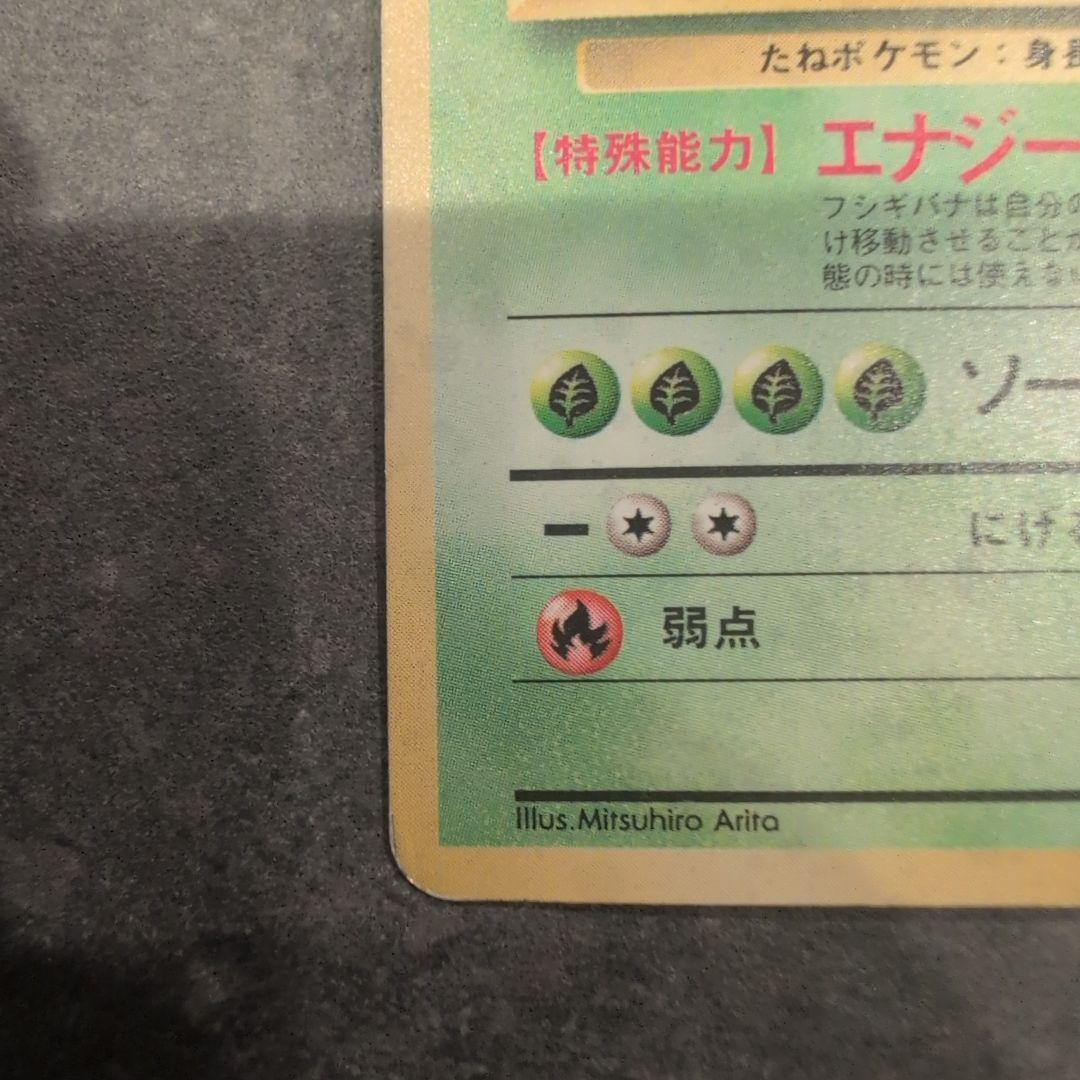 たねポケモン：身長
【特殊能力】 エナジー
フシギバナは自分の
け移動させることが
態の時には使えな
ソー
にける
弱点
Illus.Mitsuhiro Arita